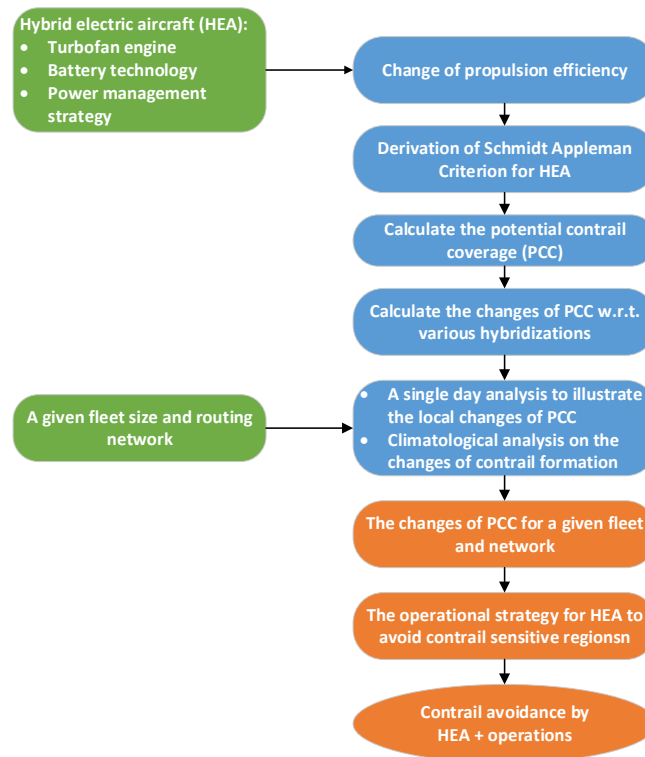 Hybrid electric aircraft (HEA):
• Turbofan engine
• Battery technology
• Power management
strategy
Change of propulsion efficiency
Derivation of Schmidt Appleman
Criterion for HEA
Calculate the potential contrail
coverage (PCC)
Calculate the changes of PCC w.r.t.
various hybridizations
A given fleet size and routing
network
• A single day analysis to illustrate
the local changes of PCC
• Climatological analysis on the
changes of contrail formation
The changes of PCC for a given fleet
and network
The operational strategy for HEA to
avoid contrail sensitive regionsn
Contrail avoidance by
HEA + operations